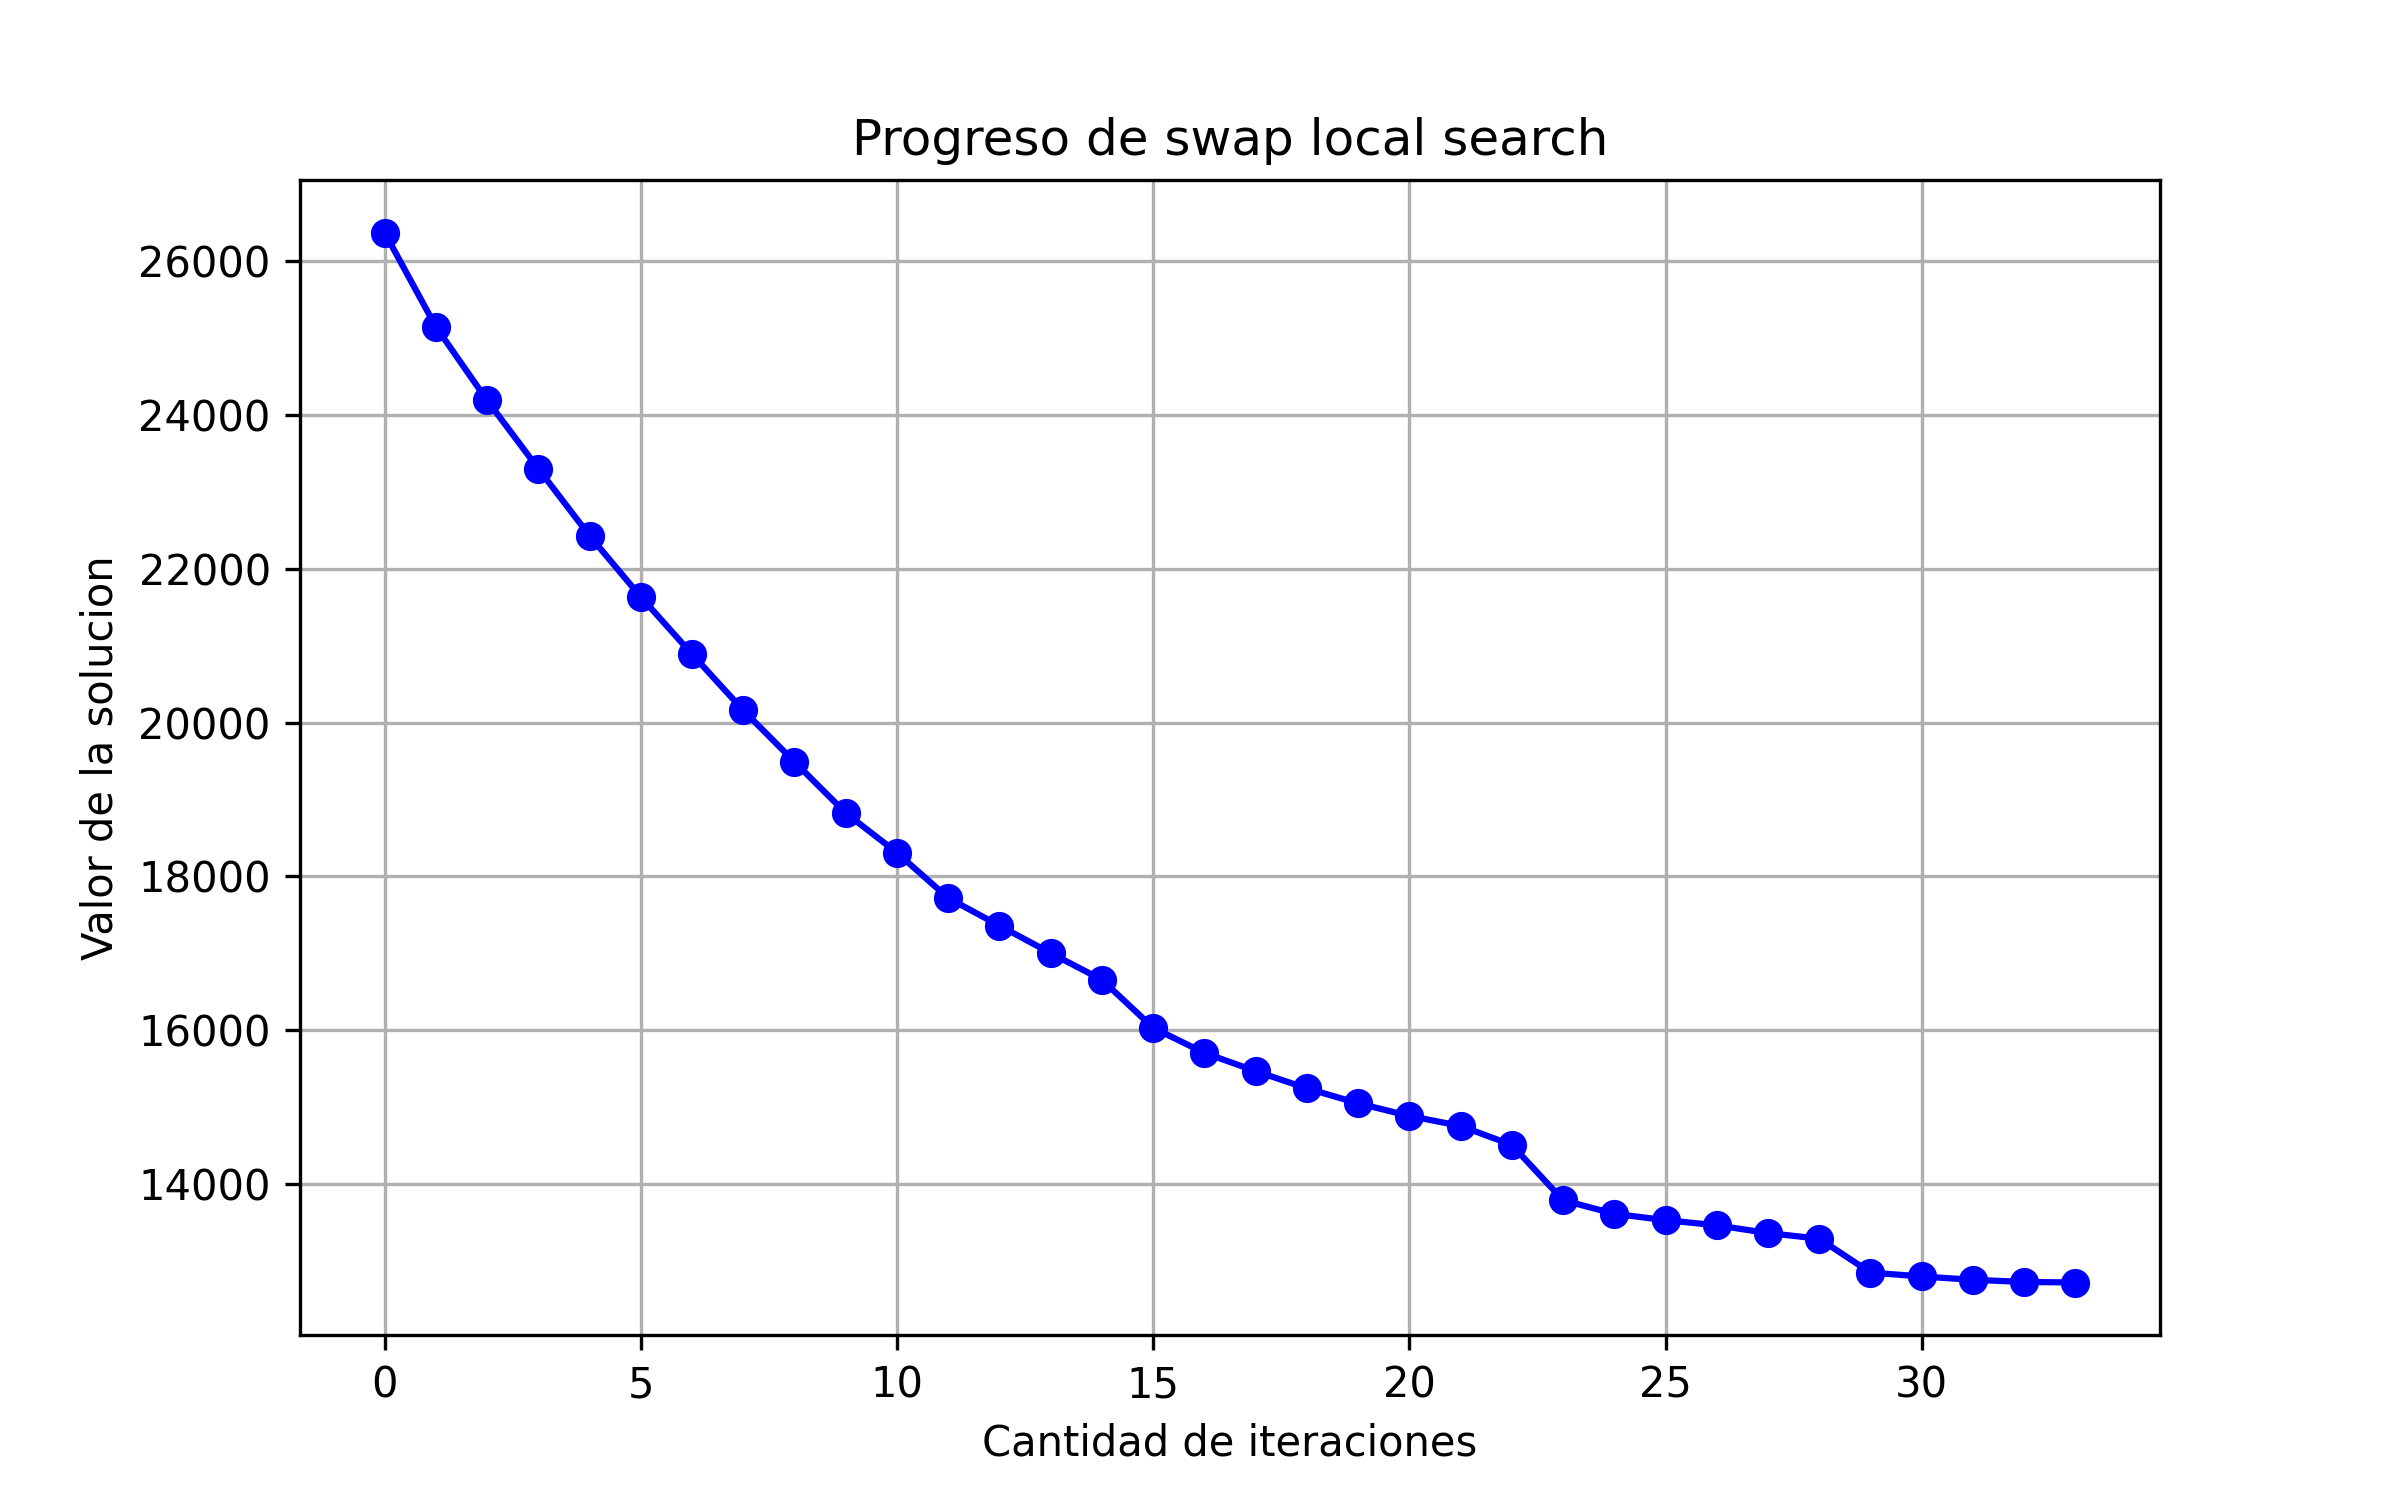 Progreso de swap local search
Valor de la solucion
26000
24000
22000
20000
18000
16000
14000
0 5 10 15 20 25 30
Cantidad de iteraciones